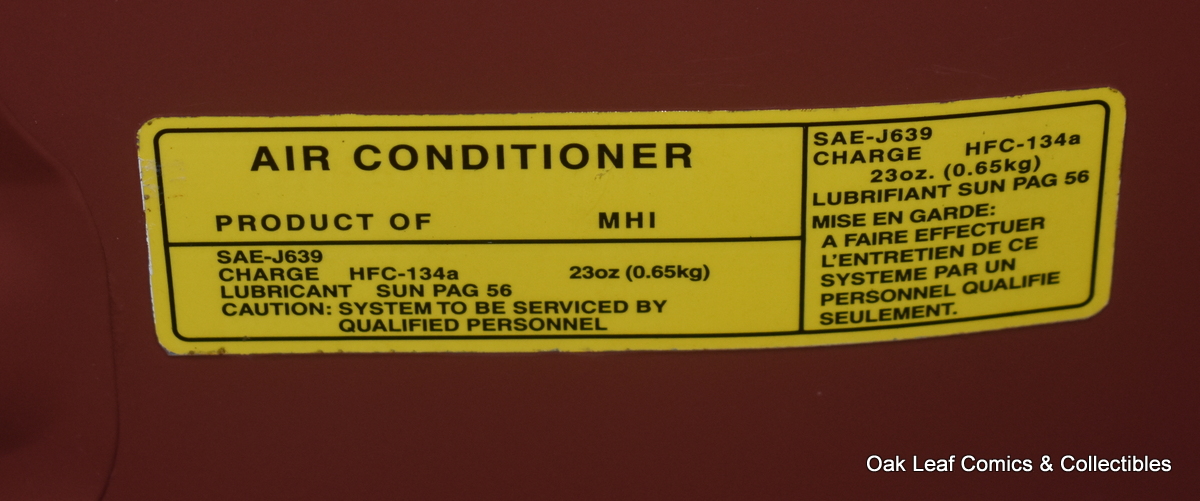 AIR CONDITIONER
PRODUCT OF MHI
SAE-J639
CHARGE HFC-134a 23oz (0.65kg)
LUBRICANT SUN PAG 56
CAUTION: SYSTEM TO BE SERVICED BY
QUALIFIED PERSONNEL
SAE-J639
CHARGE HFC-134a
23oz. (0.65kg)
LUBRIFIANT SUN PAG 56
MISE EN GARDE:
A FAIRE EFFECTUER
L'ENTRETIEN DE CE
SYSTEME PAR UN
PERSONNEL QUALIFIE
SEULEMENT.
Oak Leaf Comics & Collectibles